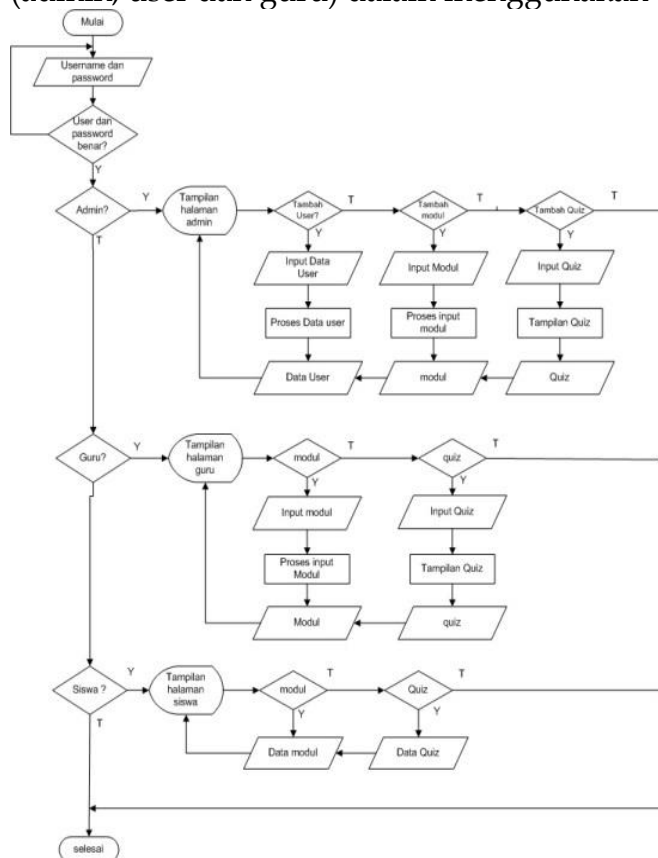 (admin, user dan guru) dalam menggunakan
Mulai
Username dan
password
User dan
password
benar?
Y
Admin?
Y
T
Tampilan
halaman
admin
Tambah
User?
T
Y
Tambah
modul
T
Y
Tambah Quiz
T
Y
Input Data
User
Input Modul
Input Quiz
Proses Data user
Proses input
modul
Tampilan Quiz
Data User
modul
Quiz
Guru?
Y
Tampilan
halaman
guru
modul
T
Y
quiz
T
Y
Input modul
Input Quiz
Proses input
Modul
Tampilan Quiz
Modul
quiz
Siswa ?
Y
T
Tampilan
halaman
siswa
modul
T
Y
Quiz
T
Y
Data modul
Data Quiz
selesai